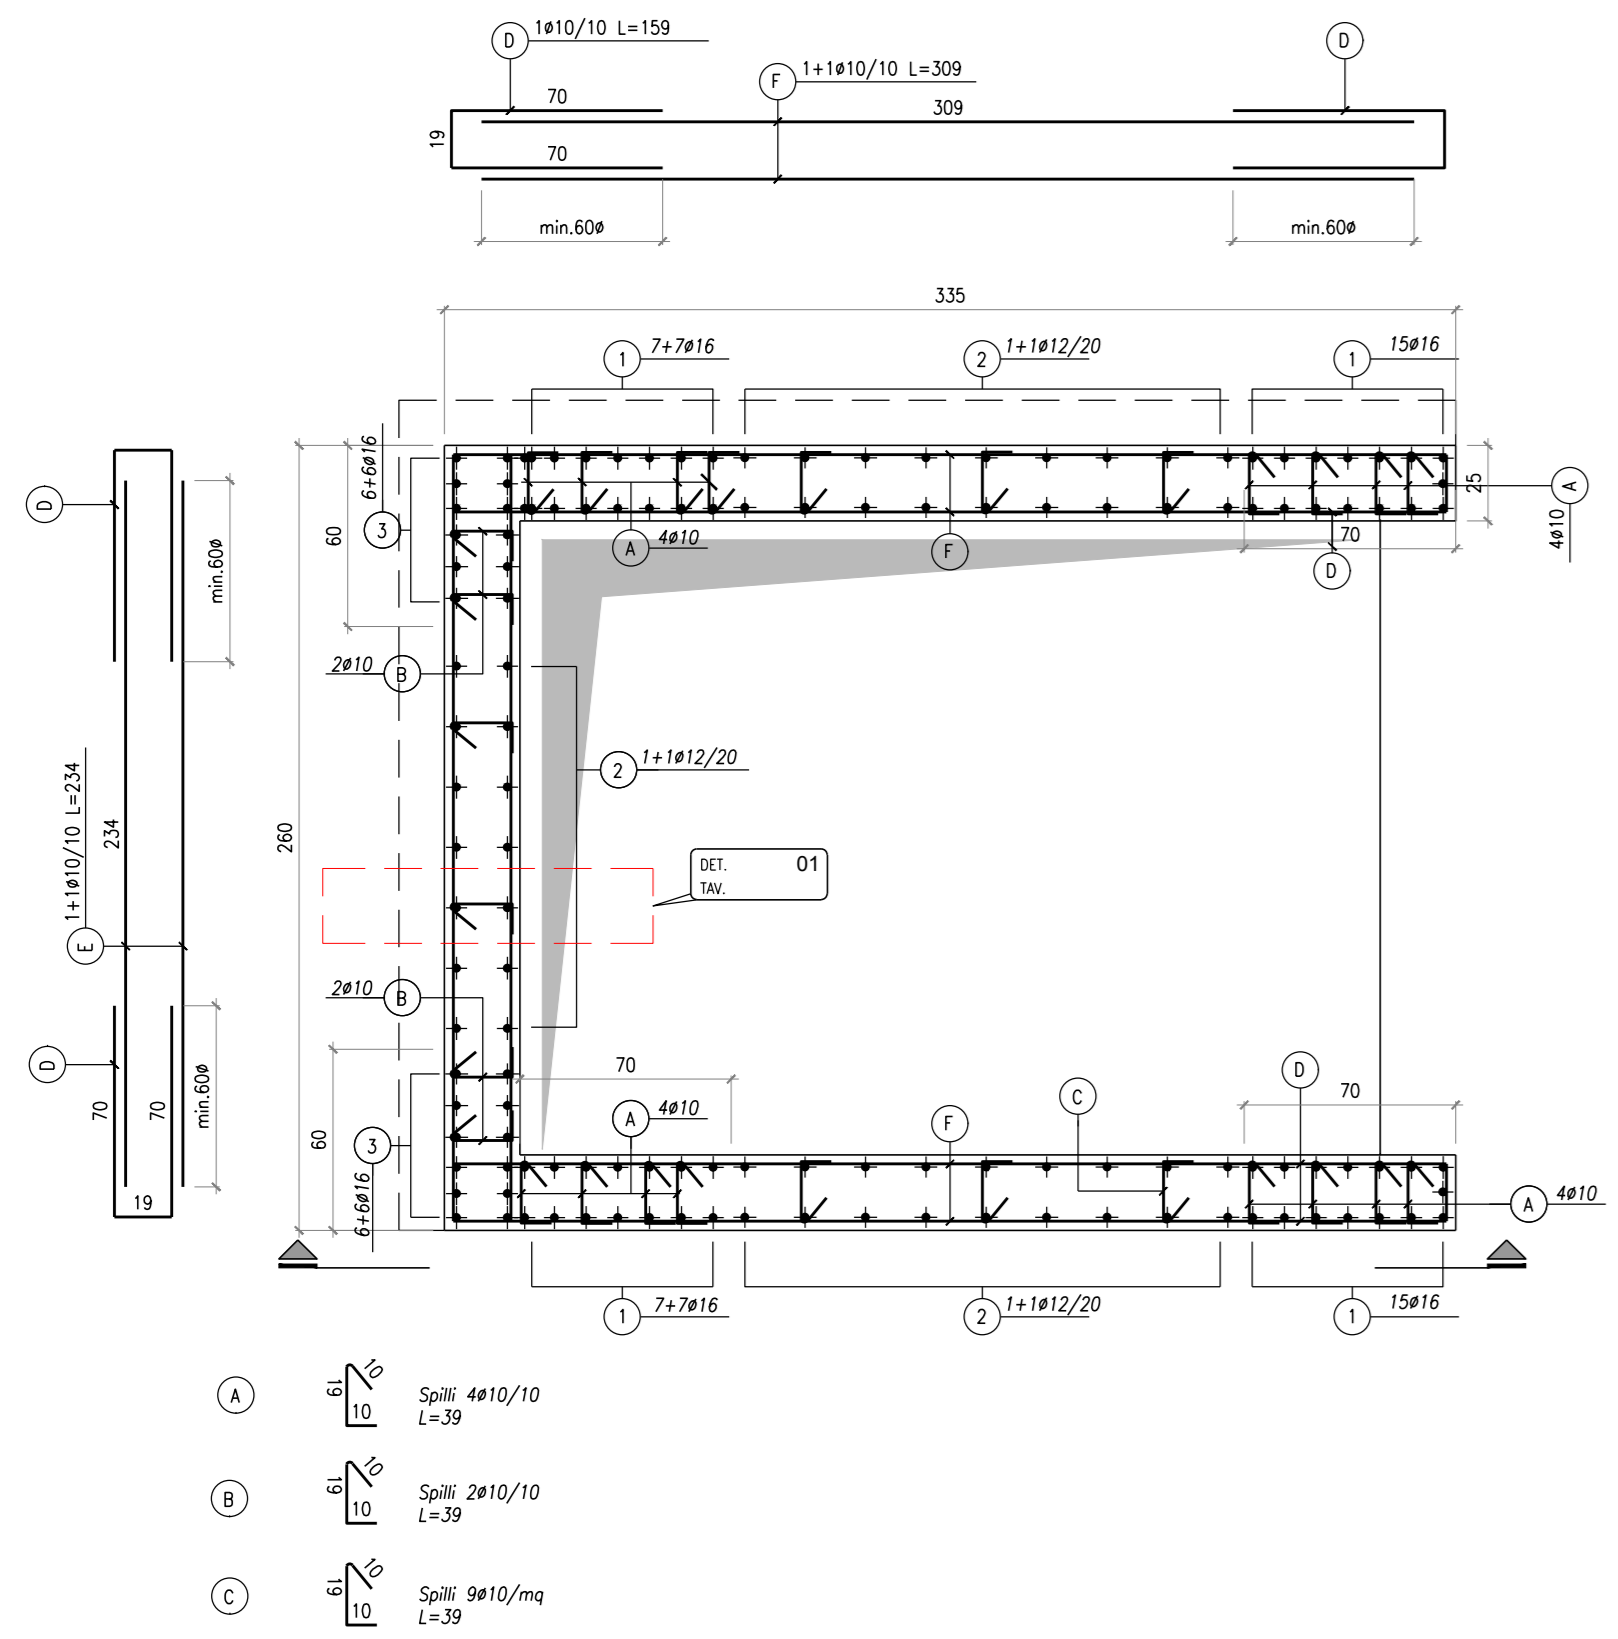 D 1ø10/10 L=159
D
F 1+1ø10/10 L=309
70
309
19
70
min.60ø
min.60ø
335
1 7+7ø16
2 1+1ø12/20
1 15ø16
6+6ø16
3
60
25
A
4ø10
A 4ø10
F
70
D
D
min.60ø
2ø10 B
2 1+1ø12/20
1+1ø10/10 L=234
234
260
DET. 01
TAV.
E
2ø10 B
D
70
70
min.60ø
19
60
3
6+6ø16
70
A 4ø10
F
C
D
70
A 4ø10
1 7+7ø16
2 1+1ø12/20
1 15ø16
A
19
10
10
Spilli 4ø10/10
L=39
B
19
10
10
Spilli 2ø10/10
L=39
C
19
10
10
Spilli 9ø10/mq
L=39